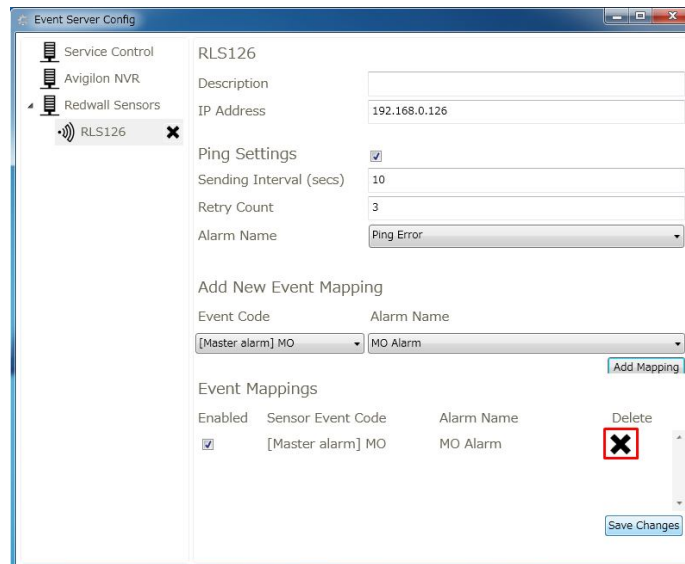 Event Server Config
Service Control
Avigilon NVR
Redwall Sensors
RLS126
RLS126
Description
IP Address 192.168.0.126
Ping Settings
Sending Interval (secs) 10
Retry Count 3
Alarm Name Ping Error
Add New Event Mapping
Event Code Alarm Name
[Master alarm] MO MO Alarm
Add Mapping
Event Mappings
Enabled Sensor Event Code Alarm Name Delete
[Master alarm] MO MO Alarm
Save Changes